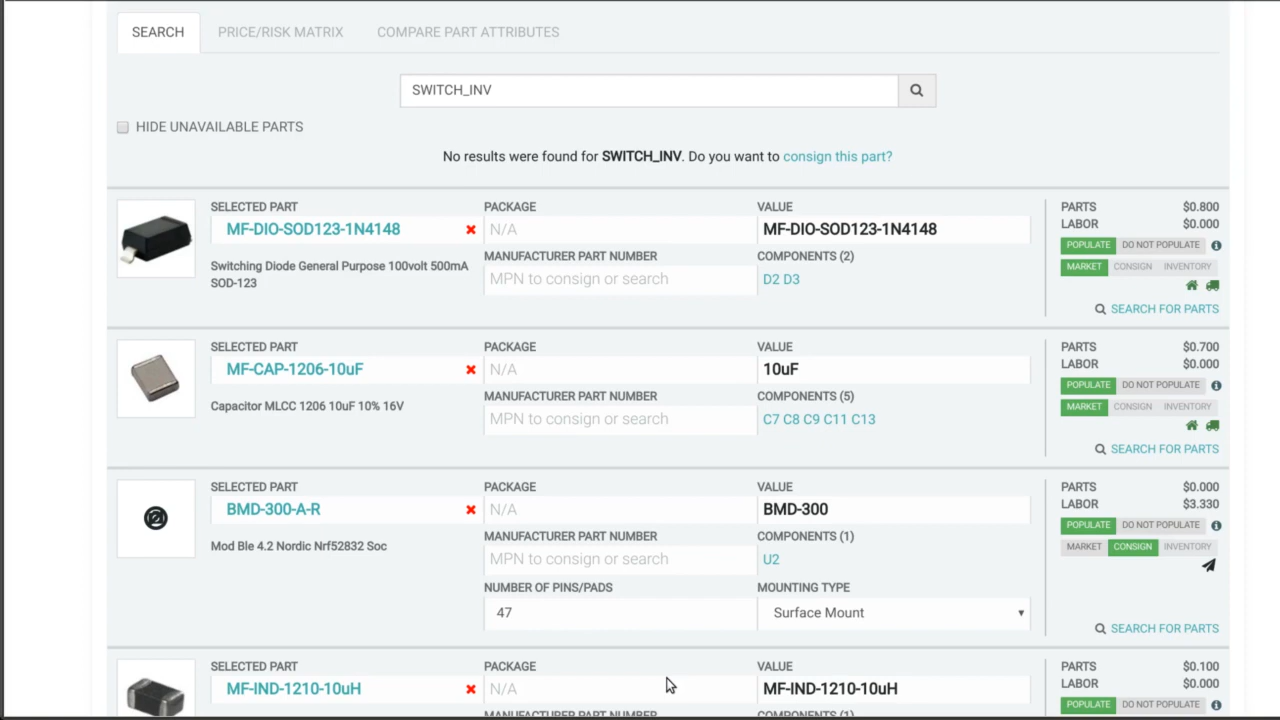 SEARCH PRICE/RISK MATRIX COMPARE PART ATTRIBUTES
SWITCH_INV
HIDE UNAVAILABLE PARTS
No results were found for SWITCH_INV. Do you want to consign this part?
SELECTED PART PACKAGE VALUE PARTS $0.800
MF-DIO-SOD123-1N4148 N/A MF-DIO-SOD123-1N4148 LABOR $0.000
POPULATE DO NOT POPULATE
MANUFACTURER PART NUMBER COMPONENTS (2)
Switching Diode General Purpose 100volt 500mA MARKET CONSIGN INVENTORY
SOD-123 MPN to consign or search D2 D3
SEARCH FOR PARTS
SELECTED PART PACKAGE VALUE PARTS $0.700
MF-CAP-1206-10uF N/A 10uF LABOR $0.000
POPULATE DO NOT POPULATE
MANUFACTURER PART NUMBER COMPONENTS (5)
Capacitor MLCC 1206 10uF 10% 16V MARKET CONSIGN INVENTORY
MPN to consign or search C7 C8 C9 C11 C13
SEARCH FOR PARTS
SELECTED PART PACKAGE VALUE PARTS $0.000
BMD-300-A-R N/A BMD-300 LABOR $3.330
POPULATE DO NOT POPULATE
MANUFACTURER PART NUMBER COMPONENTS (1)
Mod Ble 4.2 Nordic Nrf52832 Soc MARKET CONSIGN INVENTORY
MPN to consign or search U2
NUMBER OF PINS/PADS MOUNTING TYPE
47 Surface Mount
SEARCH FOR PARTS
SELECTED PART PACKAGE VALUE PARTS $0.100
MF-IND-1210-10uH N/A MF-IND-1210-10uH LABOR $0.000
POPULATE DO NOT POPULATE
MANUFACTURER PART NUMBER COMPONENTS (1)